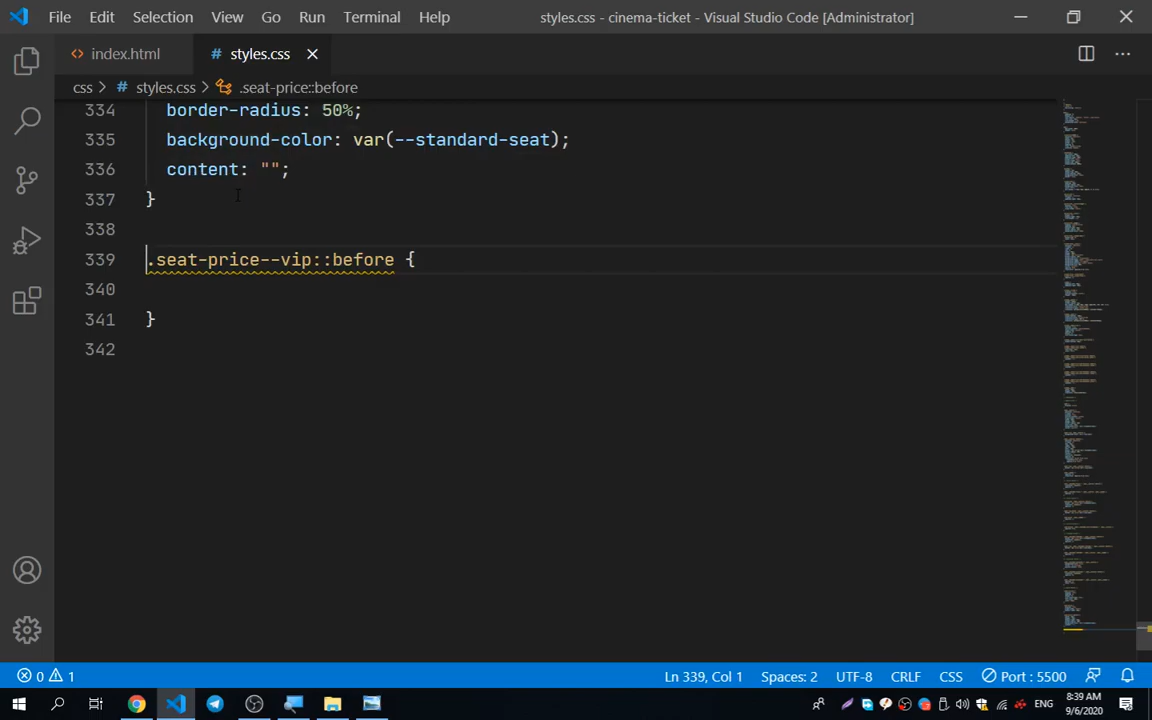 File Edit Selection View Go Run Terminal Help styles.css - cinema-ticket - Visual Studio Code [Administrator]
<> index.html # styles.css
css > # styles.css > .seat-price::before
334 border-radius: 50%;
335 background-color: var(--standard-seat);
336 content: "";
337 }
338
339 .seat-price--vip::before {
340
341 }
342
0 1 Ln 339, Col 1 Spaces: 2 UTF-8 CRLF CSS Port : 5500
ENG 8:39 AM
9/6/2020